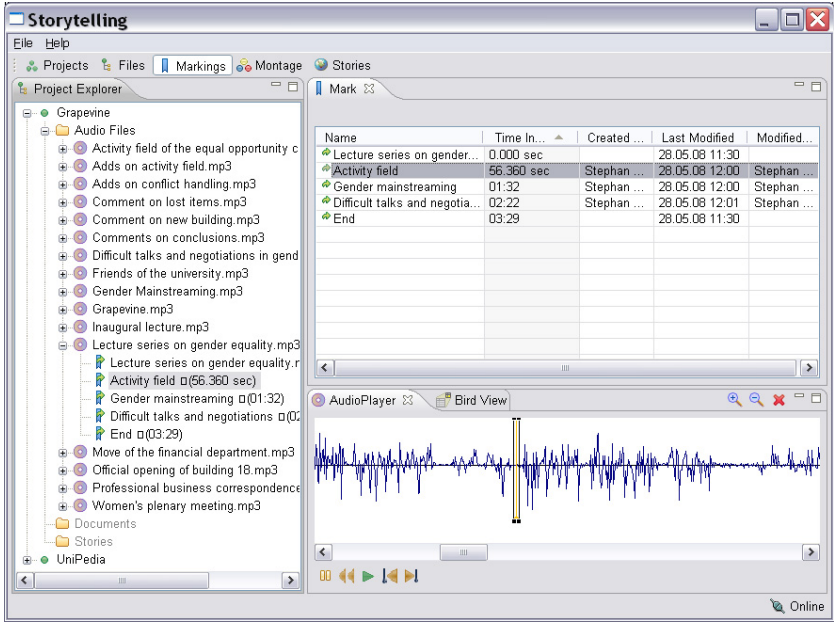 Storytelling
File Help
Projects Files Markings Montage Stories
Project Explorer
Grapevine
Audio Files
Activity field of the equal opportunity c
Adds on activity field.mp3
Adds on conflict handling.mp3
Comment on lost items.mp3
Comment on new building.mp3
Comments on conclusions.mp3
Difficult talks and negotiations in gend
Friends of the university.mp3
Gender Mainstreaming.mp3
Grapevine.mp3
Inaugural lecture.mp3
Lecture series on gender equality.mp3
Lecture series on gender equality.r
Activity field □(56.360 sec)
Gender mainstreaming □(01:32)
Difficult talks and negotiations □(02
End □(03:29)
Move of the financial department.mp3
Official opening of building 18.mp3
Professional business correspondence
Women's plenary meeting.mp3
Documents
Stories
UniPedia
Mark
Name Time In... Created ... Last Modified Modified...
Lecture series on gender... 0.000 sec 28.05.08 11:30
Activity field 56.360 sec Stephan ... 28.05.08 12:00 Stephan ...
Gender mainstreaming 01:32 Stephan ... 28.05.08 12:00 Stephan ...
Difficult talks and negotia... 02:22 Stephan ... 28.05.08 12:01 Stephan ...
End 03:29 28.05.08 11:30
AudioPlayer Bird View
Online